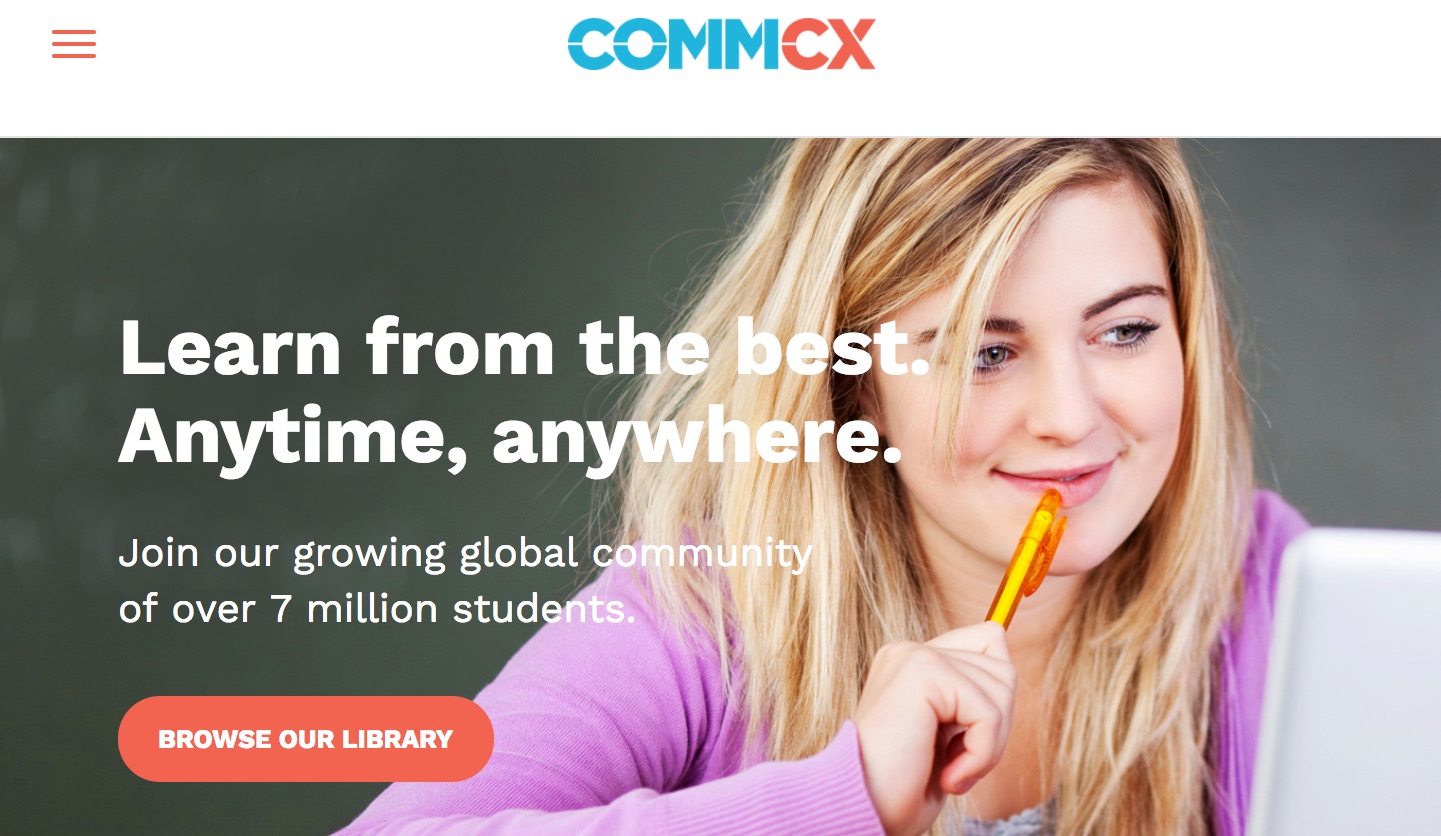 COMMCX
Learn from the best.
Anytime, anywhere.
Join our growing global community
of over 7 million students.
BROWSE OUR LIBRARY